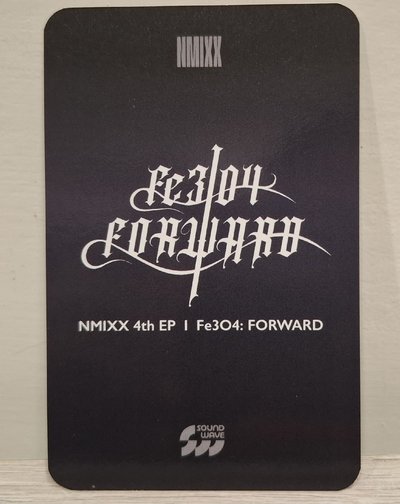 NMIXX
Fe3O4
FORWARD
NMIXX 4th EP I Fe3O4: FORWARD
SOUND
WAVE